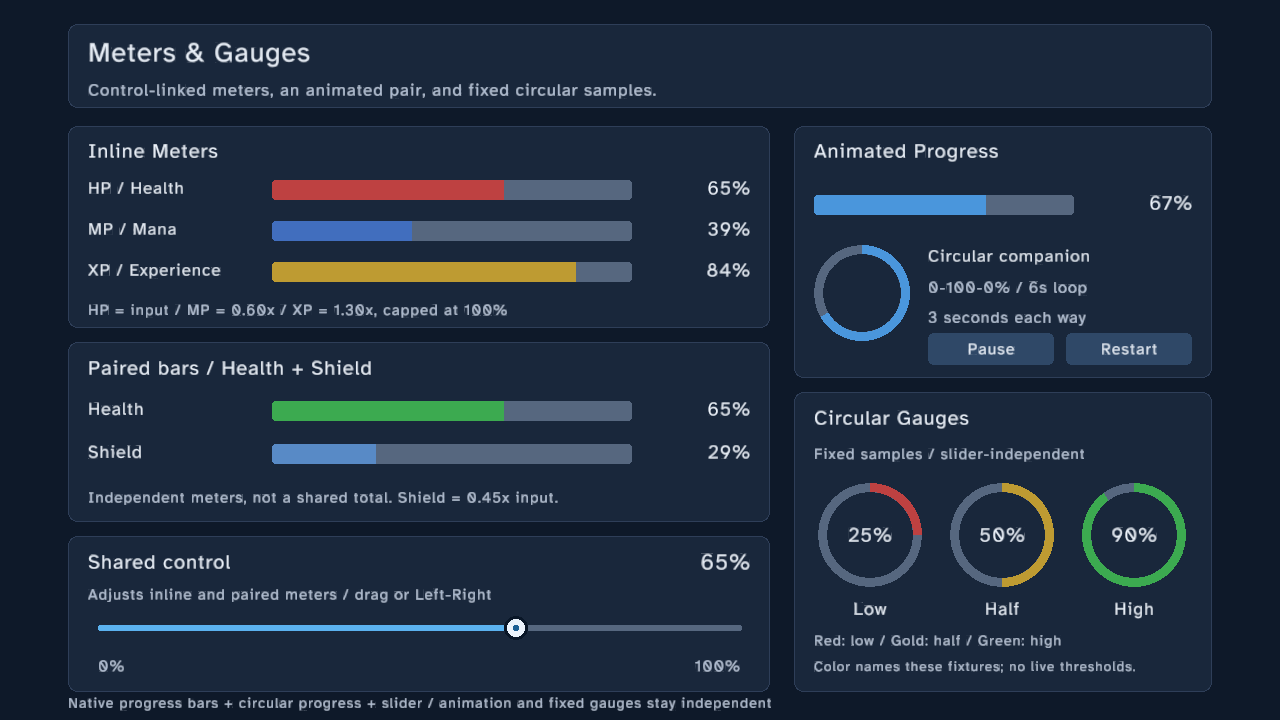 Meters & Gauges
Control-linked meters, an animated pair, and fixed circular samples.
Inline Meters
HP / Health 65%
MP / Mana 39%
XP / Experience 84%
HP = input / MP = 0.60x / XP = 1.30x, capped at 100%
Paired bars / Health + Shield
Health 65%
Shield 29%
Independent meters, not a shared total. Shield = 0.45x input.
Shared control 65%
Adjusts inline and paired meters / drag or Left-Right
0% 100%
Animated Progress
67%
Circular companion
0-100-0% / 6s loop
3 seconds each way
Pause Restart
Circular Gauges
Fixed samples / slider-independent
25% 50% 90%
Low Half High
Red: low / Gold: half / Green: high
Color names these fixtures; no live thresholds.
Native progress bars + circular progress + slider / animation and fixed gauges stay independent